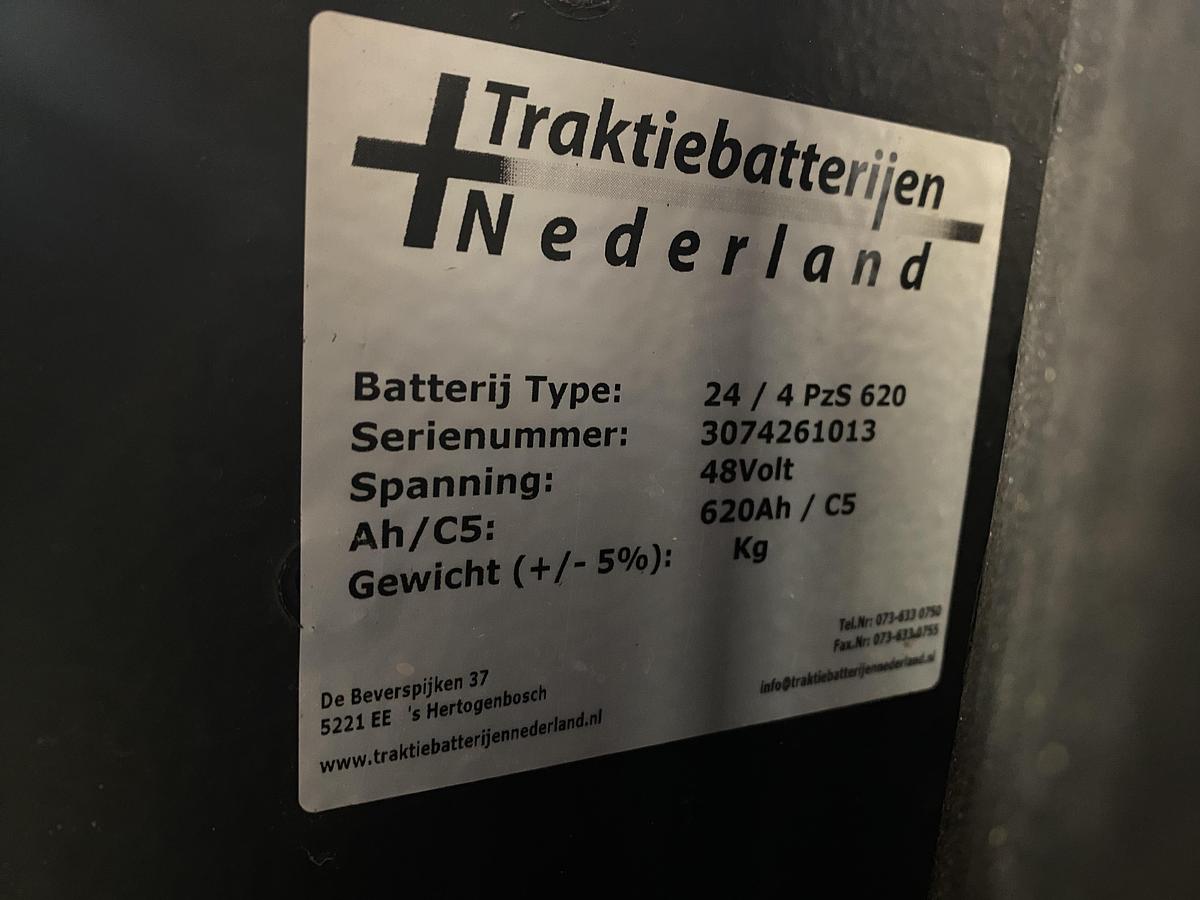 Traktiebatterijen
Nederland
Batterij Type: 24 / 4 PzS 620
Serienummer: 3074261013
Spanning: 48Volt
Ah/C5: 620Ah / C5
Gewicht (+/- 5%): Kg
Tel.Nr: 073-633 0750
Fax.Nr: 073-633.0755
info@traktiebatterijennederland.nl
De Beverspijken 37
5221 EE 's Hertogenbosch
www.traktiebatterijennederland.nl